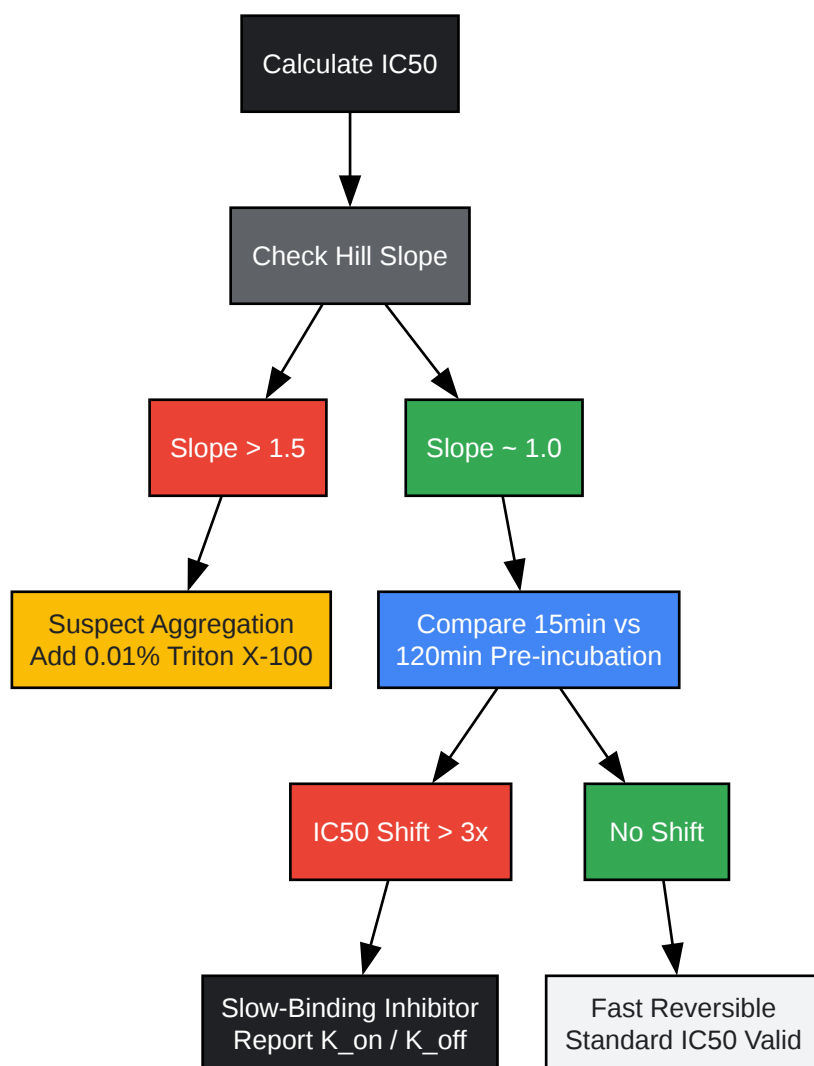 Calculate IC50
Check Hill Slope
Slope > 1.5
Slope ~ 1.0
Suspect Aggregation
Add 0.01% Triton X-100
Compare 15min vs
120min Pre-incubation
IC50 Shift > 3x
No Shift
Slow-Binding Inhibitor
Report K_on / K_off
Fast Reversible
Standard IC50 Valid